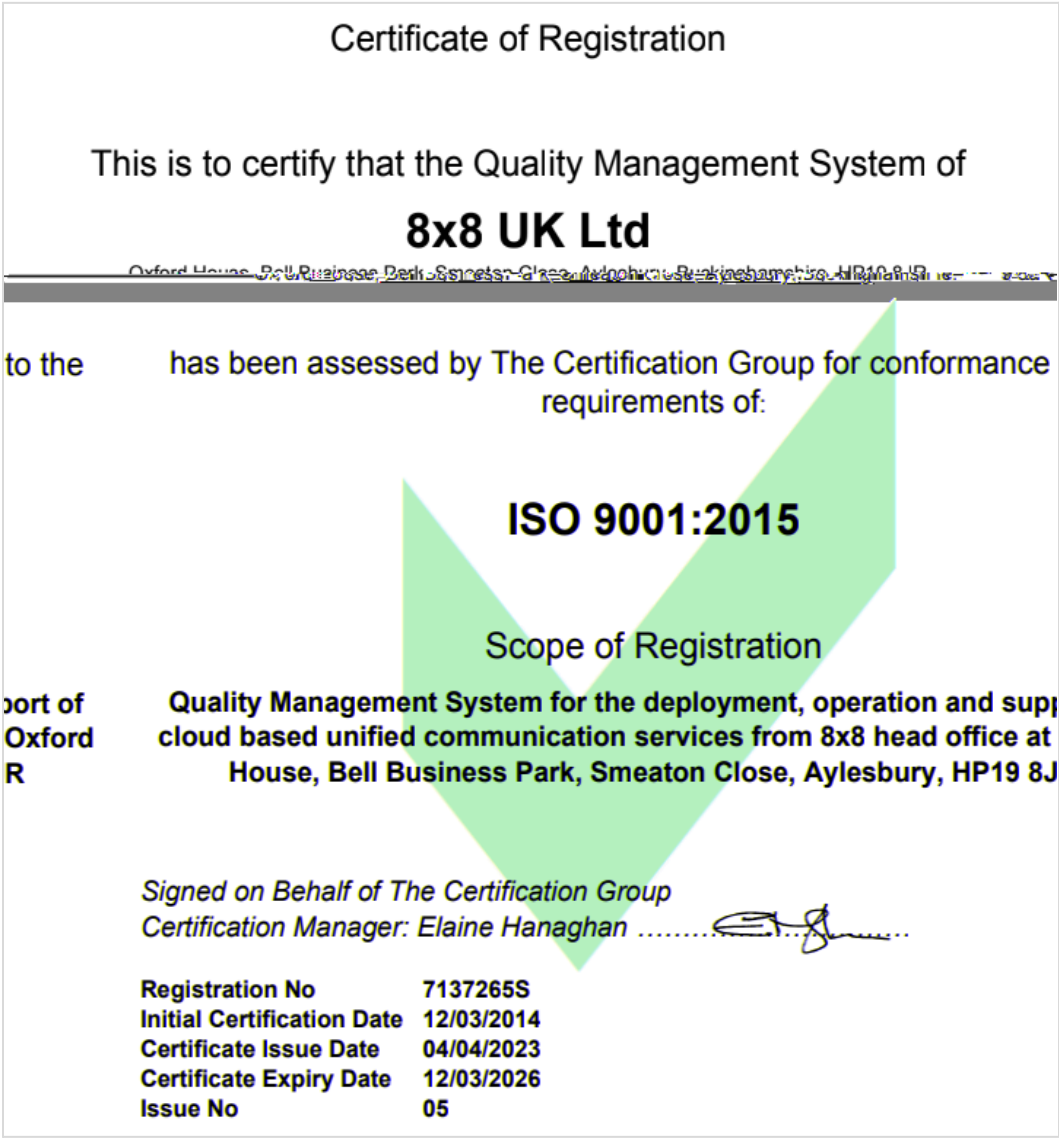 Certificate of Registration
This is to certify that the Quality Management System of
8x8 UK Ltd
to the has been assessed by The Certification Group for conformance
requirements of:
ISO 9001:2015
Scope of Registration
port of Quality Management System for the deployment, operation and sup
Oxford cloud based unified communication services from 8x8 head office at
R House, Bell Business Park, Smeaton Close, Aylesbury, HP19 8J
Signed on Behalf of The Certification Group
Certification Manager: Elaine Hanaghan
Registration No 7137265S
Initial Certification Date 12/03/2014
Certificate Issue Date 04/04/2023
Certificate Expiry Date 12/03/2026
Issue No 05